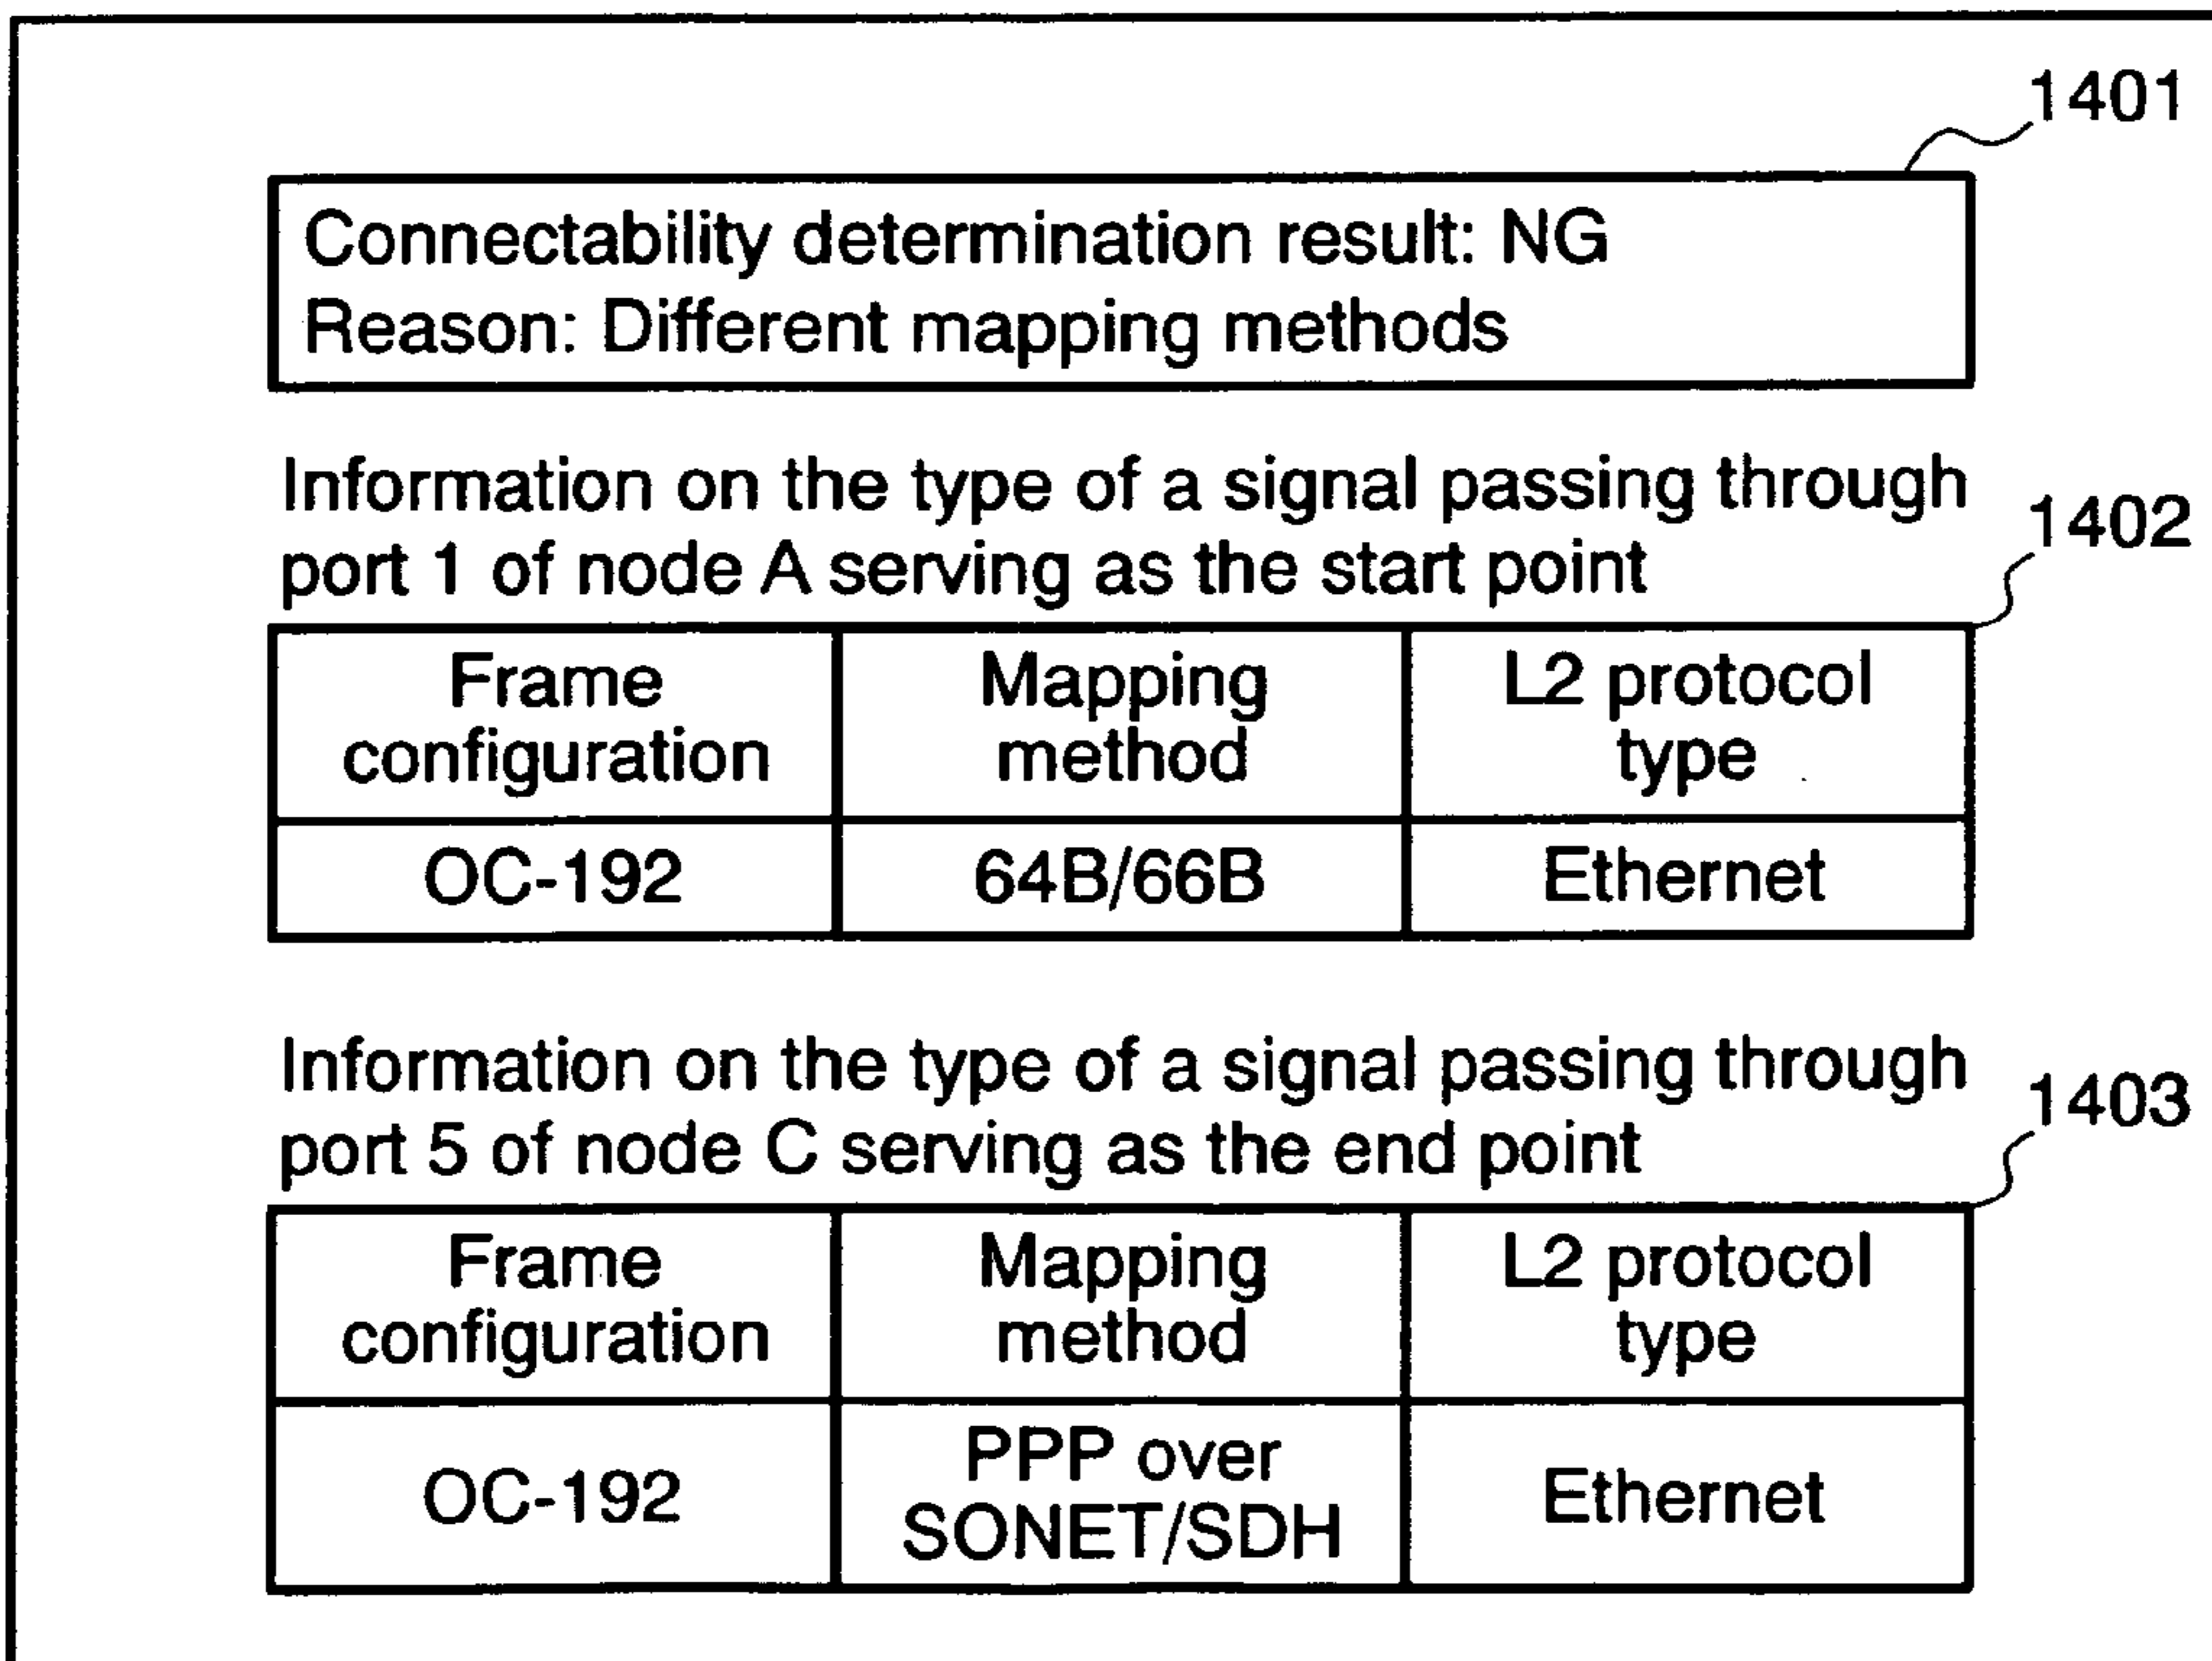 1401
Connectability determination result: NG
Reason: Different mapping methods
Information on the type of a signal passing through
port 1 of node A serving as the start point
1402
Frame configuration
Mapping method
L2 protocol type
OC-192
64B/66B
Ethernet
Information on the type of a signal passing through
port 5 of node C serving as the end point
1403
Frame configuration
Mapping method
L2 protocol type
OC-192
PPP over SONET/SDH
Ethernet